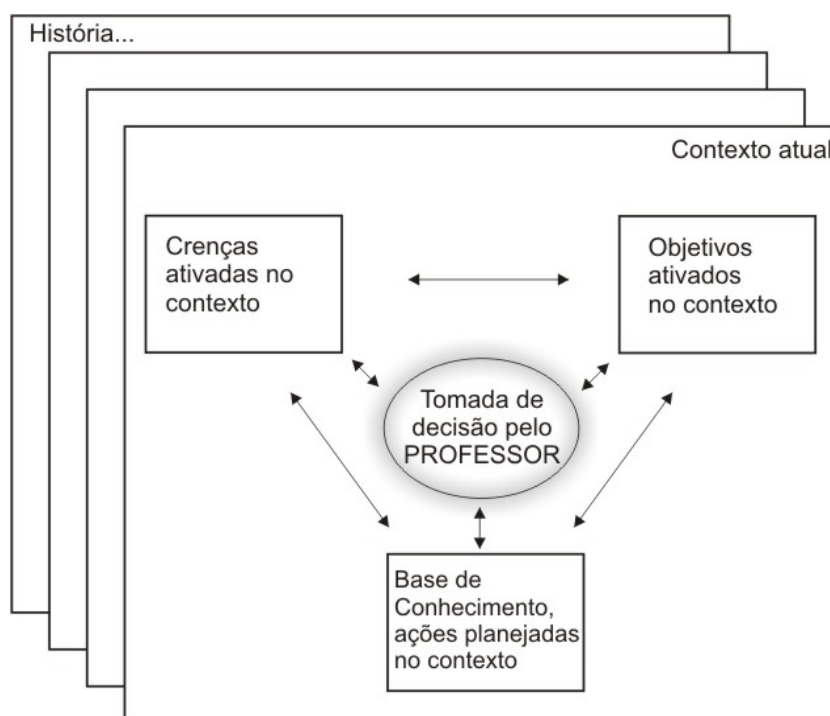 História...
Contexto atual
Crenças
ativadas no
contexto
Objetivos
ativados
no contexto
Tomada de
decisão pelo
PROFESSOR
Base de
Conhecimento,
ações planejadas
no contexto